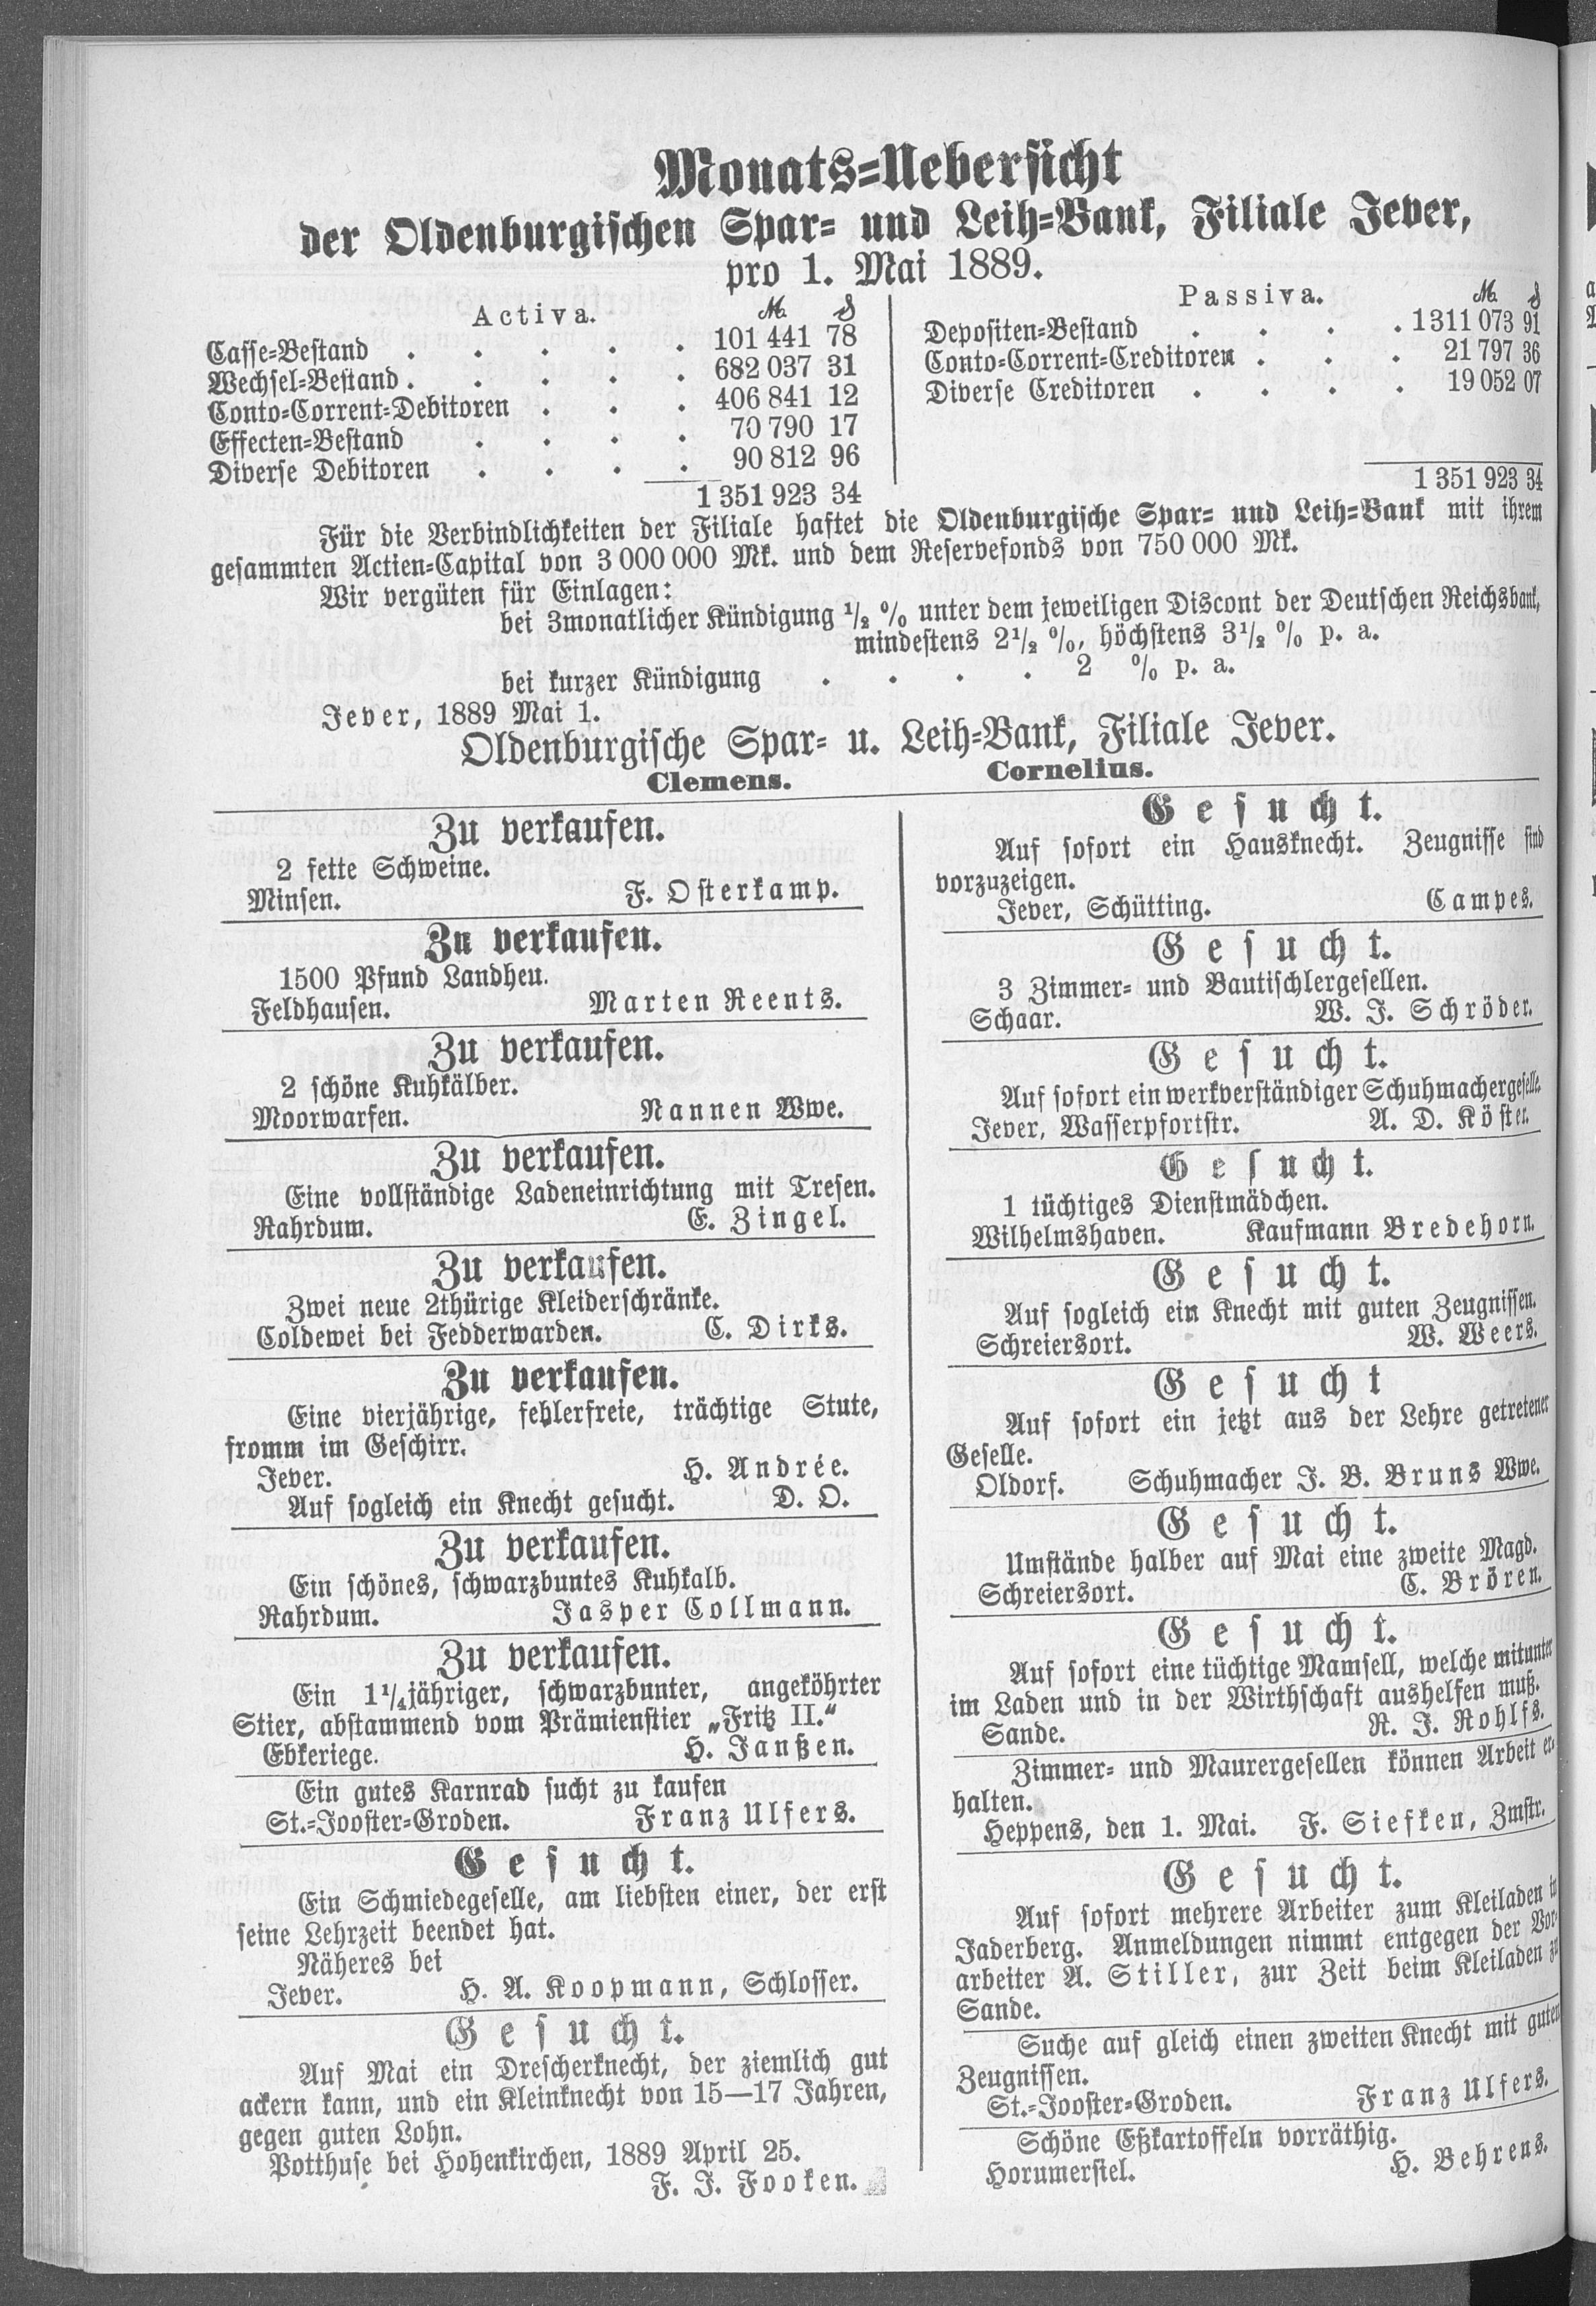 Monats=Uebersicht
der Oldenburgischen Spar= und Leih=Bank, Filiale Jever,
pro 1. Mai 1889.
Activa. M. ₰
Casse=Bestand . . . . . 101 441 78
Wechsel=Bestand . . . . . 682 037 31
Conto=Corrent=Debitoren . . . 406 841 12
Effecten=Bestand . . . . 70 790 17
Diverse Debitoren . . . . 90 812 96
1 351 923 34
Passiva. M. ₰
Depositen=Bestand . . . . 1 311 073 91
Conto=Corrent=Creditoren . . . 21 797 36
Diverse Creditoren . . . . 19 052 07
1 351 923 34
Für die Verbindlichkeiten der Filiale haftet die Oldenburgische Spar= und Leih=Bank mit ihrem
gesammten Actien=Capital von 3 000 000 Mk. und dem Reservefonds von 750 000 Mk.
Wir vergüten für Einlagen:
bei 3monatlicher Kündigung 1/2 % unter dem jeweiligen Discont der Deutschen Reichsbank,
mindestens 2 1/2 %, höchstens 3 1/2 % p. a.
bei kurzer Kündigung . . . . 2 % p. a.
Jever, 1889 Mai 1.
Oldenburgische Spar= u. Leih=Bank, Filiale Jever.
Clemens. Cornelius.
Zu verkaufen.
2 fette Schweine.
Minsen. F. Osterkamp.
Zu verkaufen.
1500 Pfund Landheu.
Feldhausen. Marten Reents.
Zu verkaufen.
2 schöne Kuhkälber.
Moorwarfen. Nannen Wwe.
Zu verkaufen.
Eine vollständige Ladeneinrichtung mit Tresen.
Rahrdum. E. Zingel.
Zu verkaufen.
Zwei neue 2thürige Kleiderschränke.
Coldewei bei Fedderwarden. C. Dirks.
Zu verkaufen.
Eine vierjährige, fehlerfreie, trächtige Stute,
fromm im Geschirr.
Jever. H. Andrée.
Auf sogleich ein Knecht gesucht. D. O.
Zu verkaufen.
Ein schönes, schwarzbuntes Kuhkalb.
Rahrdum. Jasper Collmann.
Zu verkaufen.
Ein 1 1/4jähriger, schwarzbunter, angeköhrter
Stier, abstammend vom Prämienstier „Fritz II.“
Ebkeriege. H. Janßen.
Ein gutes Karnrad sucht zu kaufen
St.=Jooster=Groden. Franz Ulfers.
Gesucht.
Ein Schmiedegeselle, am liebsten einer, der erst
seine Lehrzeit beendet hat.
Näheres bei
Jever. H. A. Koopmann, Schlosser.
Gesucht.
Auf Mai ein Drescherknecht, der ziemlich gut
ackern kann, und ein Kleinknecht von 15—17 Jahren,
gegen guten Lohn.
Potthuse bei Hohenkirchen, 1889 April 25.
F. J. Fooken.
Gesucht.
Auf sofort ein Hausknecht. Zeugnisse sind
vorzuzeigen.
Jever, Schütting. Campes.
Gesucht.
3 Zimmer= und Bautischlergesellen.
Schaar. W. J. Schröder.
Gesucht.
Auf sofort ein werkverständiger Schuhmachergeselle.
Jever, Wasserpfortstr. A. D. Köster.
Gesucht.
1 tüchtiges Dienstmädchen.
Wilhelmshaven. Kaufmann Bredehorn.
Gesucht.
Auf sogleich ein Knecht mit guten Zeugnissen.
Schreiersort. W. Weers.
Gesucht
Auf sofort ein jetzt aus der Lehre getretener
Geselle.
Oldorf. Schuhmacher J. B. Bruns Wwe.
Gesucht.
Umstände halber auf Mai eine zweite Magd.
Schreiersort. C. Brören.
Gesucht.
Auf sofort eine tüchtige Mamsell, welche mitunter
im Laden und in der Wirthschaft aushelfen muß.
Sande. R. J. Rohlfs.
Zimmer= und Maurergesellen können Arbeit er=
halten.
Heppens, den 1. Mai. F. Siefken, Zmstr.
Gesucht.
Auf sofort mehrere Arbeiter zum Kleiladen in
Jaderberg. Anmeldungen nimmt entgegen der Vor=
arbeiter A. Stiller, zur Zeit beim Kleiladen zu
Sande.
Suche auf gleich einen zweiten Knecht mit guten
Zeugnissen.
St.=Jooster=Groden. Franz Ulfers.
Schöne Eßkartoffeln vorräthig.
Horumersiel. H. Behrens.